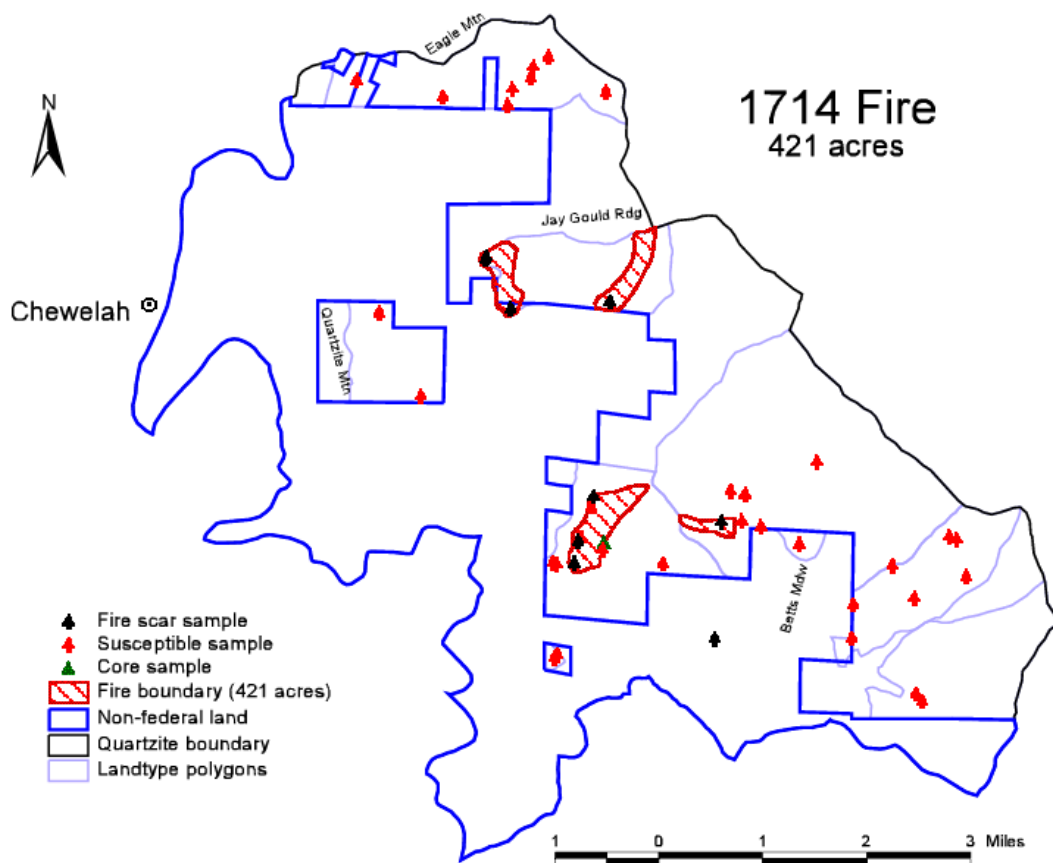 Eagle Mtn
N
1714 Fire
421 acres
Jay Gould Rdg
Chewelah
Quartzite Mtn
Betts Mdw
Fire scar sample
Susceptible sample
Core sample
Fire boundary (421 acres)
Non-federal land
Quartzite boundary
Landtype polygons
1 0 1 2 3 Miles